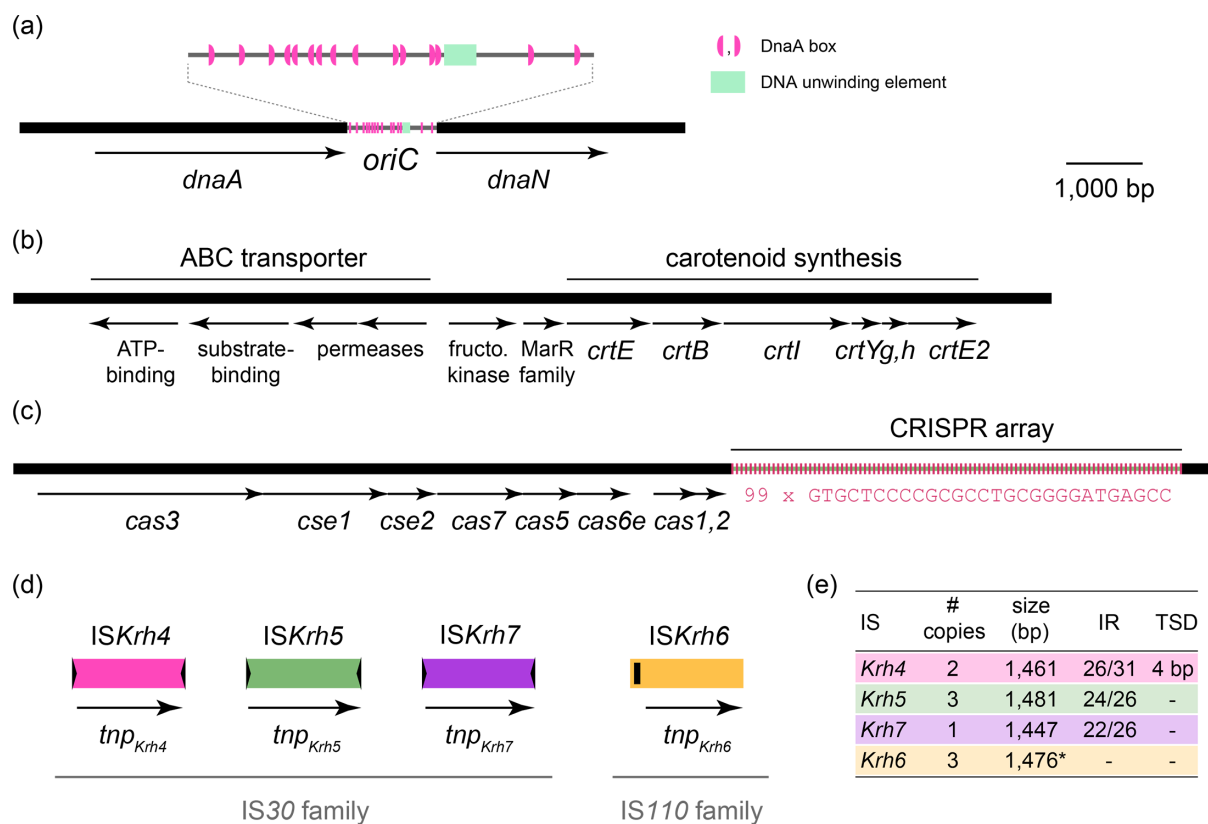 (a)
, DnaA box
DNA unwinding element
dnaA
oriC
dnaN
1,000 bp
(b)
ABC transporter
carotenoid synthesis
ATP-
binding
substrate-
binding
permeases
fructo.
kinase
MarR
family
crtE
crtB
crtI
crtYg,h
crtE2
(c)
CRISPR array
99 x GTGCTCCCCGCGCCTGCGGGGATGAGCC
cas3
cse1
cse2
cas7
cas5
cas6e
cas1,2
(d)
ISKrh4
ISKrh5
ISKrh7
ISKrh6
tnpKrh4
tnpKrh5
tnpKrh7
tnpKrh6
IS30 family
IS110 family
(e)
IS # copies size (bp) IR TSD
Krh4 2 1,461 26/31 4 bp
Krh5 3 1,481 24/26 -
Krh7 1 1,447 22/26 -
Krh6 3 1,476* - -